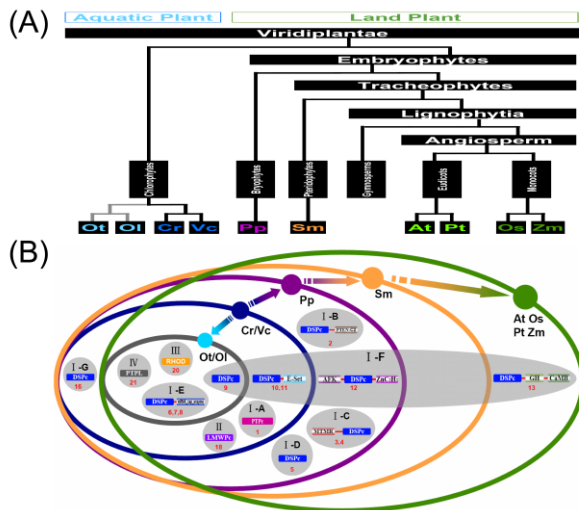 (A)
Aquatic Plant
Land Plant
Viridiplantae
Embryophytes
Tracheophytes
Lignophytia
Angiosperm
Chlorophytes
Bryophytes
Pteridophytes
Gymnosperms
Eudicots
Monocots
Ot Ol Cr Vc Pp Sm At Pt Os Zm
(B)
Pp
Sm
At Os
Pt Zm
Cr/Vc
Ot/Ol
I -B
DSPc
2
I -G
DSPc
16
III
RHOD
20
IV
PTPL
21
I -E
DSPc
6,7,8
I -F
DSPc
9
DSPc
10,11
DSPc
12
DSPc
13
II
LMWPc
18
I -A
PTPc
1
I -C
DSPc
3,4
I -D
DSPc
5